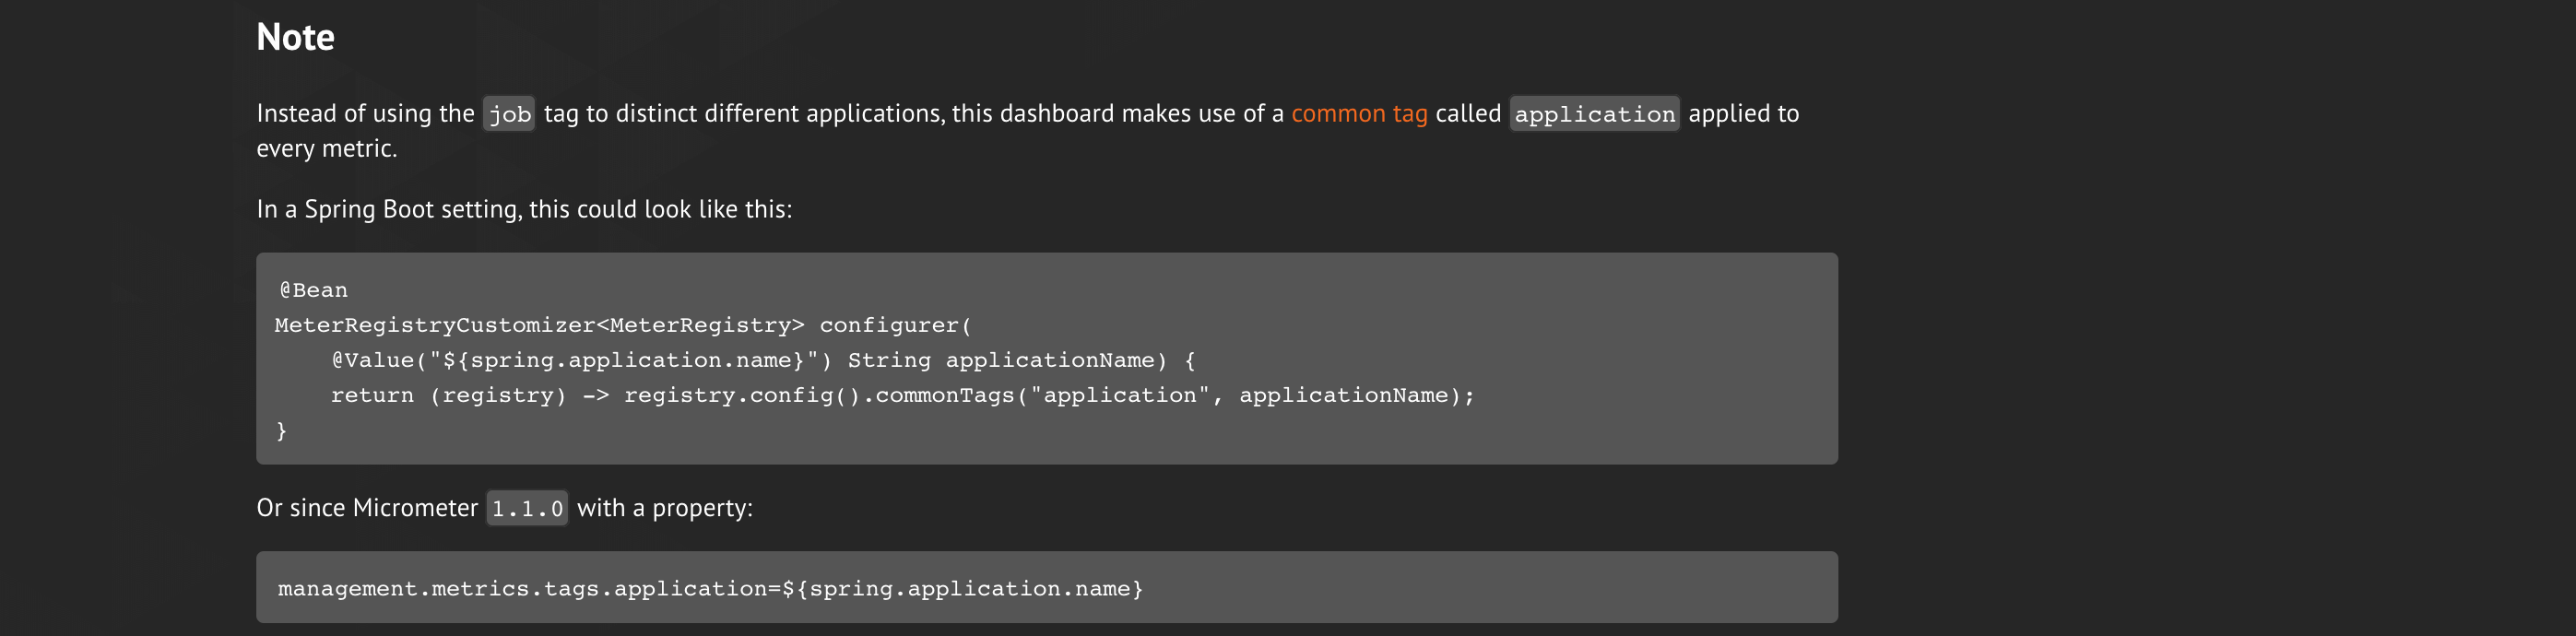 Note
Instead of using the job tag to distinct different applications, this dashboard makes use of a common tag called application applied to
every metric.
In a Spring Boot setting, this could look like this:
@Bean
MeterRegistryCustomizer<MeterRegistry> configurer(
    @Value("${spring.application.name}") String applicationName) {
    return (registry) -> registry.config().commonTags("application", applicationName);
}
Or since Micrometer 1.1.0 with a property:
management.metrics.tags.application=${spring.application.name}